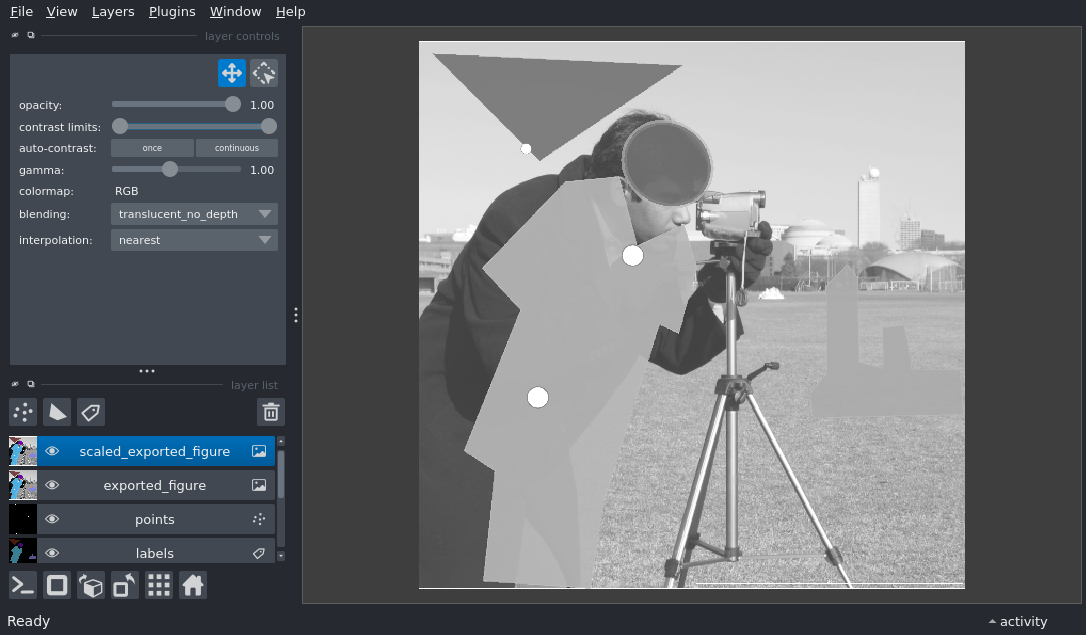 File View Layers Plugins Window Help
layer controls
opacity: 1.00
contrast limits:
auto-contrast: once continuous
gamma: 1.00
colormap: RGB
blending: translucent_no_depth
interpolation: nearest
layer list
scaled_exported_figure
exported_figure
points
labels
Ready activity